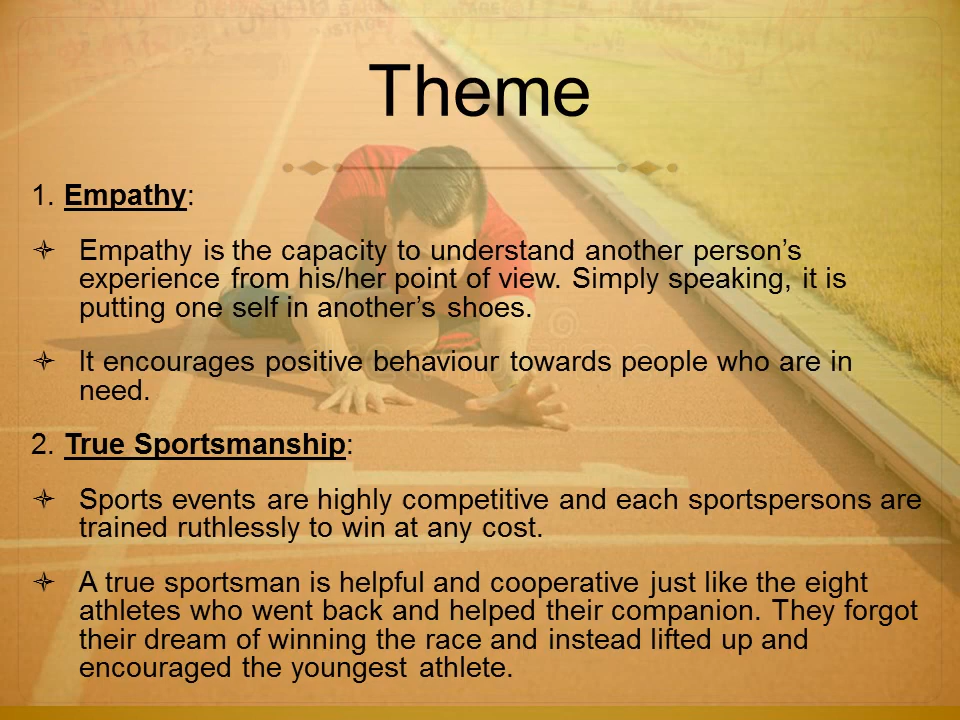 Theme
1. Empathy:
Empathy is the capacity to understand another person’s
experience from his/her point of view. Simply speaking, it is
putting one self in another’s shoes.
It encourages positive behaviour towards people who are in
need.
2. True Sportsmanship:
Sports events are highly competitive and each sportspersons are
trained ruthlessly to win at any cost.
A true sportsman is helpful and cooperative just like the eight
athletes who went back and helped their companion. They forgot
their dream of winning the race and instead lifted up and
encouraged the youngest athlete.